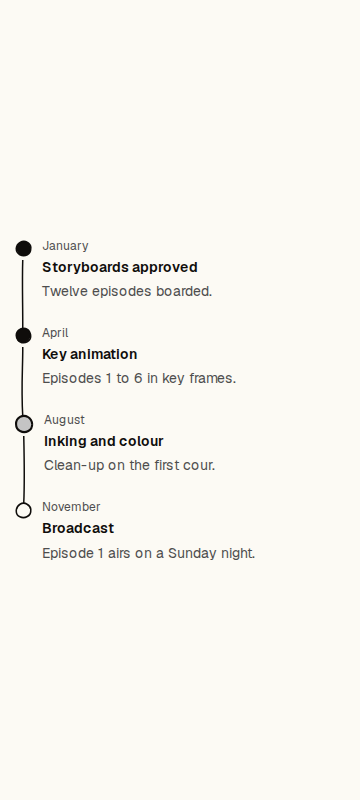 January
Storyboards approved
Twelve episodes boarded.
April
Key animation
Episodes 1 to 6 in key frames.
August
Inking and colour
Clean-up on the first cour.
November
Broadcast
Episode 1 airs on a Sunday night.